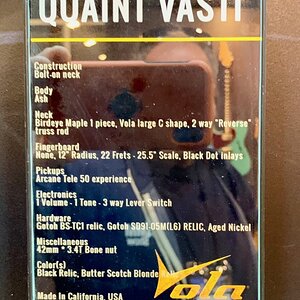 QUAINT VASTI
Construction
Bolt-on neck
Body
Ash
Neck
Birdeye Maple 1 piece, Vola large C shape, 2 way "Reverse"
truss rod
Fingerboard
None, 12" Radius, 22 Frets - 25.5" Scale, Black Dot inlays
Pickups
Arcane Tele 50 experience
Electronics
1 Volume - 1 Tone - 3 way Lever Switch
Hardware
Gotoh BS-TC1 relic, Gotoh SD91-05M(L6) RELIC, Aged Nickel
Miscellaneous
42mm * 3.4T Bone nut
Color(s)
Black Relic, Butter Scotch Blonde
Made In California, USA
Vola